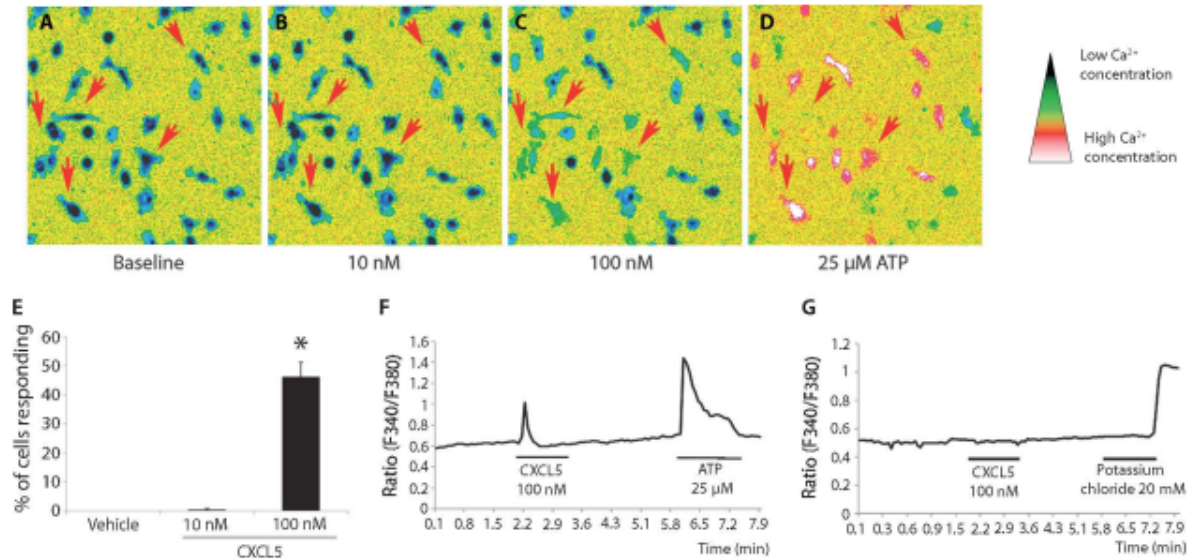 A
B
C
D
Low Ca²⁺
concentration
High Ca²⁺
concentration
Baseline
10 nM
100 nM
25 µM ATP
E
% of cells responding
60
50
40
30
20
10
0
*
Vehicle
10 nM
100 nM
CXCL5
F
Ratio (F340/F380)
1.6
1.4
1.2
1
0.8
0.6
0.4
0.2
0
CXCL5
100 nM
ATP
25 µM
0.1 0.8 1.5 2.2 2.9 3.6 4.3 5.1 5.8 6.5 7.2 7.9
Time (min)
G
Ratio (F340/F380)
1.2
1
0.8
0.6
0.4
0.2
0
CXCL5
100 nM
Potassium
chloride 20 mM
0.1 0.3 0.6 0.9 1.5 2.2 2.9 3.6 4.3 5.1 5.8 6.5 7.2 7.9
Time (min)